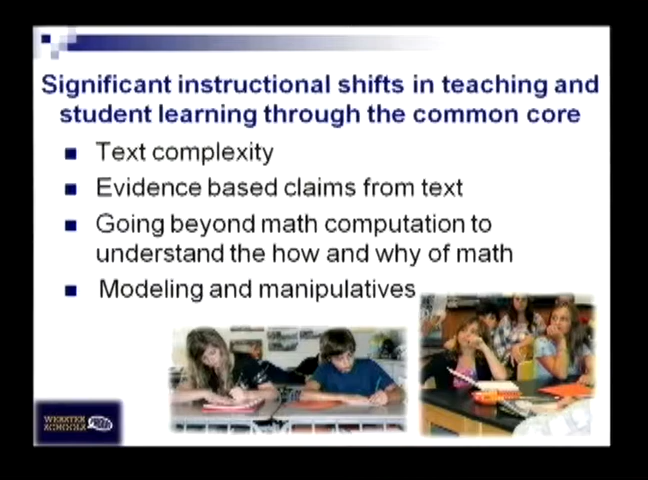 Significant instructional shifts in teaching and
student learning through the common core
Text complexity
Evidence based claims from text
Going beyond math computation to
understand the how and why of math
Modeling and manipulatives
WEBSTER
SCHOOLS